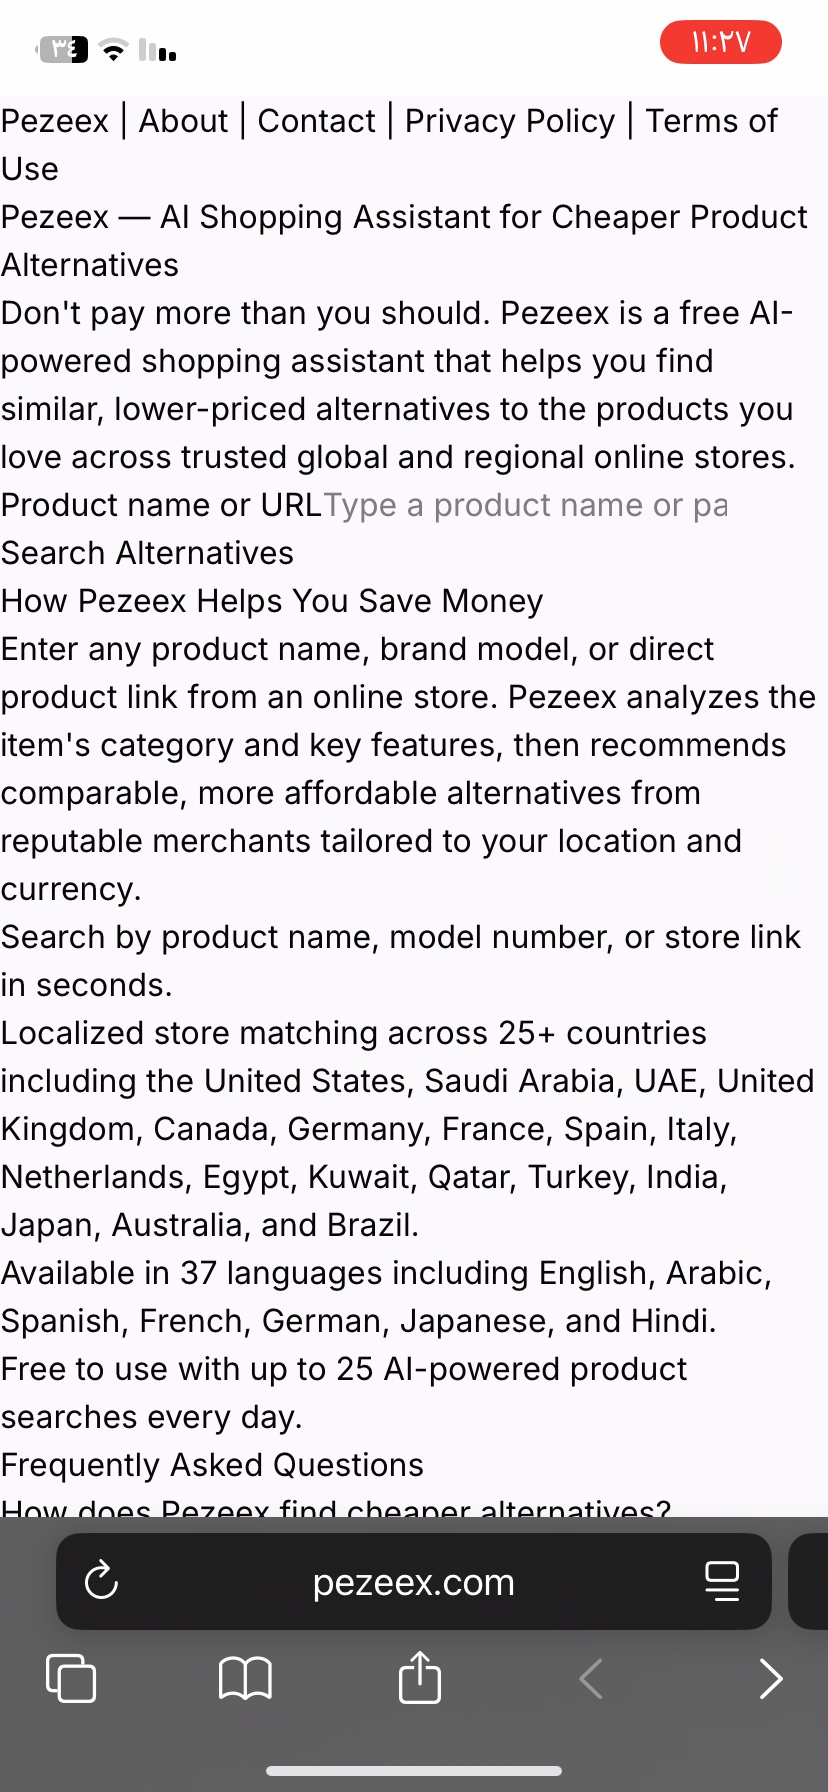 ٣٤
١١:٢٧
Pezeex | About | Contact | Privacy Policy | Terms of
Use
Pezeex — AI Shopping Assistant for Cheaper Product
Alternatives
Don't pay more than you should. Pezeex is a free AI-
powered shopping assistant that helps you find
similar, lower-priced alternatives to the products you
love across trusted global and regional online stores.
Product name or URLType a product name or pa
Search Alternatives
How Pezeex Helps You Save Money
Enter any product name, brand model, or direct
product link from an online store. Pezeex analyzes the
item's category and key features, then recommends
comparable, more affordable alternatives from
reputable merchants tailored to your location and
currency.
Search by product name, model number, or store link
in seconds.
Localized store matching across 25+ countries
including the United States, Saudi Arabia, UAE, United
Kingdom, Canada, Germany, France, Spain, Italy,
Netherlands, Egypt, Kuwait, Qatar, Turkey, India,
Japan, Australia, and Brazil.
Available in 37 languages including English, Arabic,
Spanish, French, German, Japanese, and Hindi.
Free to use with up to 25 AI-powered product
searches every day.
Frequently Asked Questions
How does Pezeex find cheaper alternatives?
pezeex.com